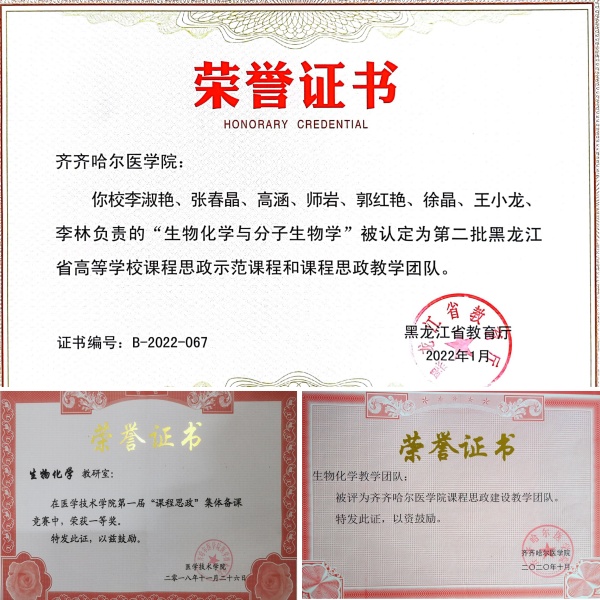 荣誉证书
HONORARY CREDENTIAL
齐齐哈尔医学院：
你校李淑艳、张春晶、高涵、师岩、郭红艳、徐晶、王小龙、
李林负责的“生物化学与分子生物学”被认定为第二批黑龙江
省高等学校课程思政示范课程和课程思政教学团队。
黑龙江省教育厅
证书编号：B-2022-067
2022年1月
荣誉证书
生物化学 教研室：
在医学技术学院第一届“课程思政”集体备课
竞赛中，荣获一等奖。
特发此证，以兹鼓励。
医学技术学院
二零一八年十一月二十六日
荣誉证书
生物化学教学团队：
被评为齐齐哈尔医学院课程思政建设教学团队。
特发此证，以资鼓励。
齐齐哈尔医学院
二〇二〇年十月